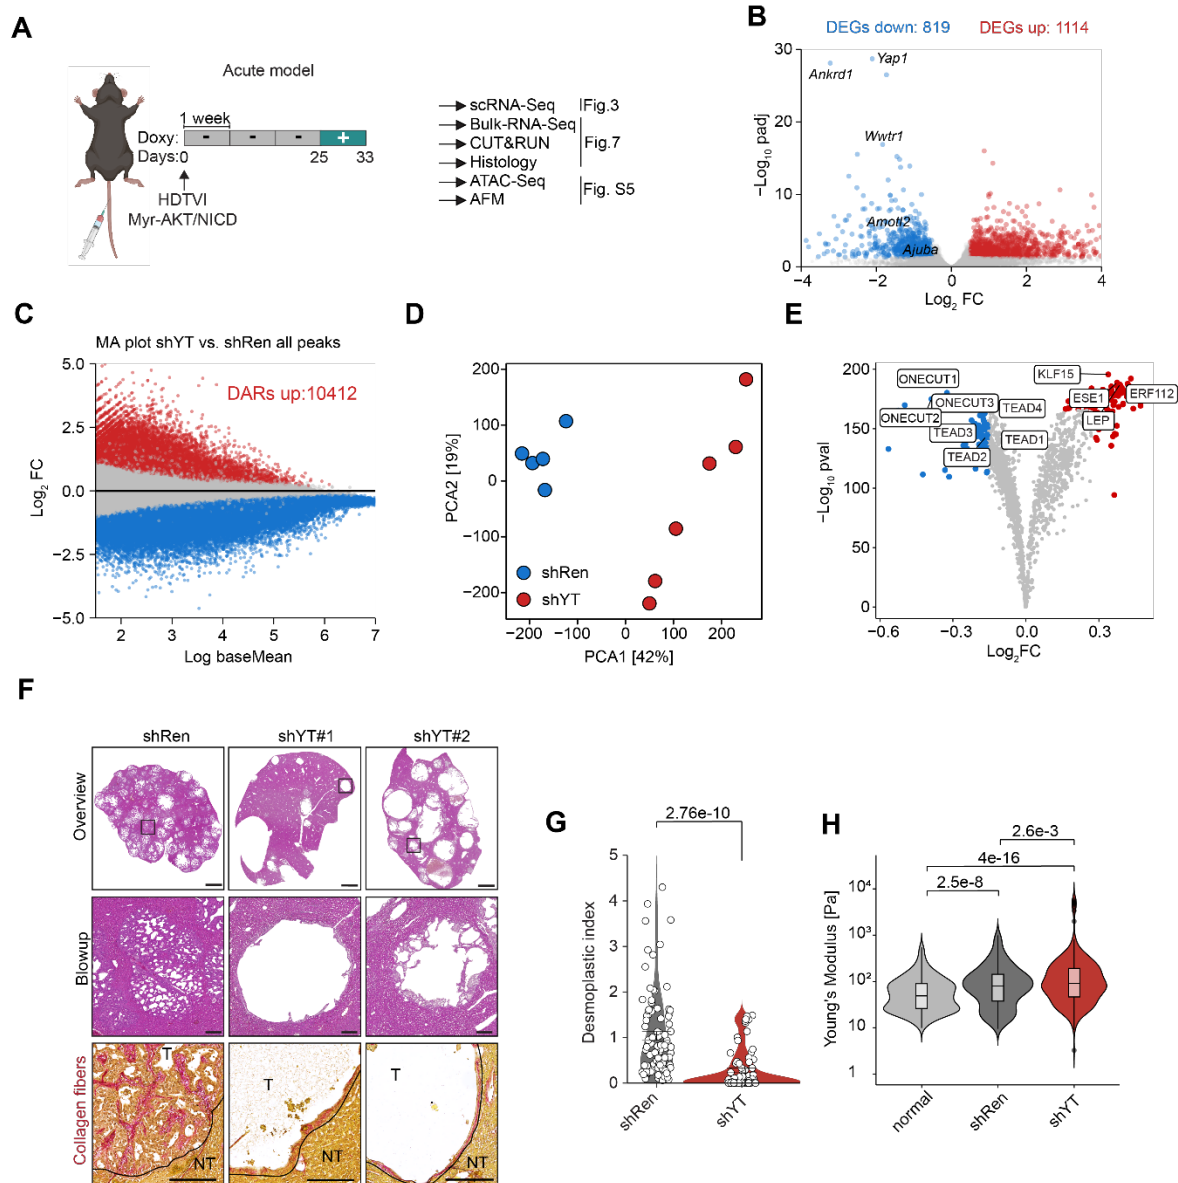 A
Acute model
1 week
Doxy: - - - +
Days: 0 25 33
HDTVI
Myr-AKT/NICD
scRNA-Seq
Bulk-RNA-Seq
CUT&RUN
Histology
ATAC-Seq
AFM
Fig.3
Fig.7
Fig. S5
B
DEGs down: 819
DEGs up: 1114
30
20
10
0
−Log10 padj
Ankrd1
Yap1
Wwtr1
Amotl2
Ajuba
−4 −2 0 2 4
Log2 FC
C
MA plot shYT vs. shRen all peaks
DARs up:10412
5.0
2.5
0.0
−2.5
−5.0
Log2 FC
2 3 4 5 6 7
Log baseMean
D
200
100
0
−100
−200
PCA2 [19%]
shRen
shYT
−200 −100 0 100 200
PCA1 [42%]
E
200
150
100
50
0
−Log10 pval
ONECUT1
ONECUT3
ONECUT2
TEAD4
TEAD3
TEAD1
TEAD2
KLF15
ESE1
ERF112
LEP
−0.6 −0.3 0.0 0.3
Log2FC
F
shRen shYT#1 shYT#2
Overview
Blowup
Collagen fibers
T
NT
T
NT
T
NT
G
2.76e-10
5
4
3
2
1
0
Desmoplastic index
shRen
shYT
H
2.6e-3
4e-16
2.5e-8
10^4
10^3
10^2
10
1
Young's Modulus [Pa]
normal
shRen
shYT